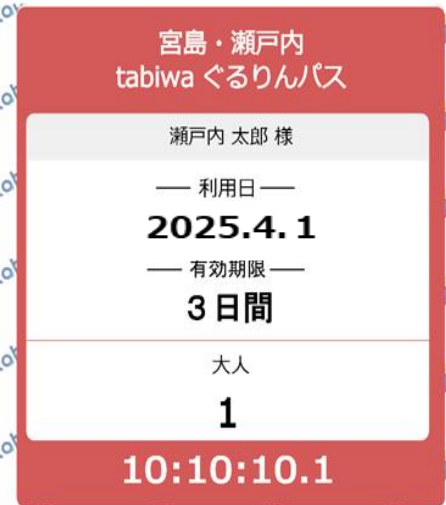 宮島・瀬戸内
tabiwa ぐるりんパス
瀬戸内 太郎 様
利用日
2025.4.1
有効期限
3日間
大人
1
10:10:10.1